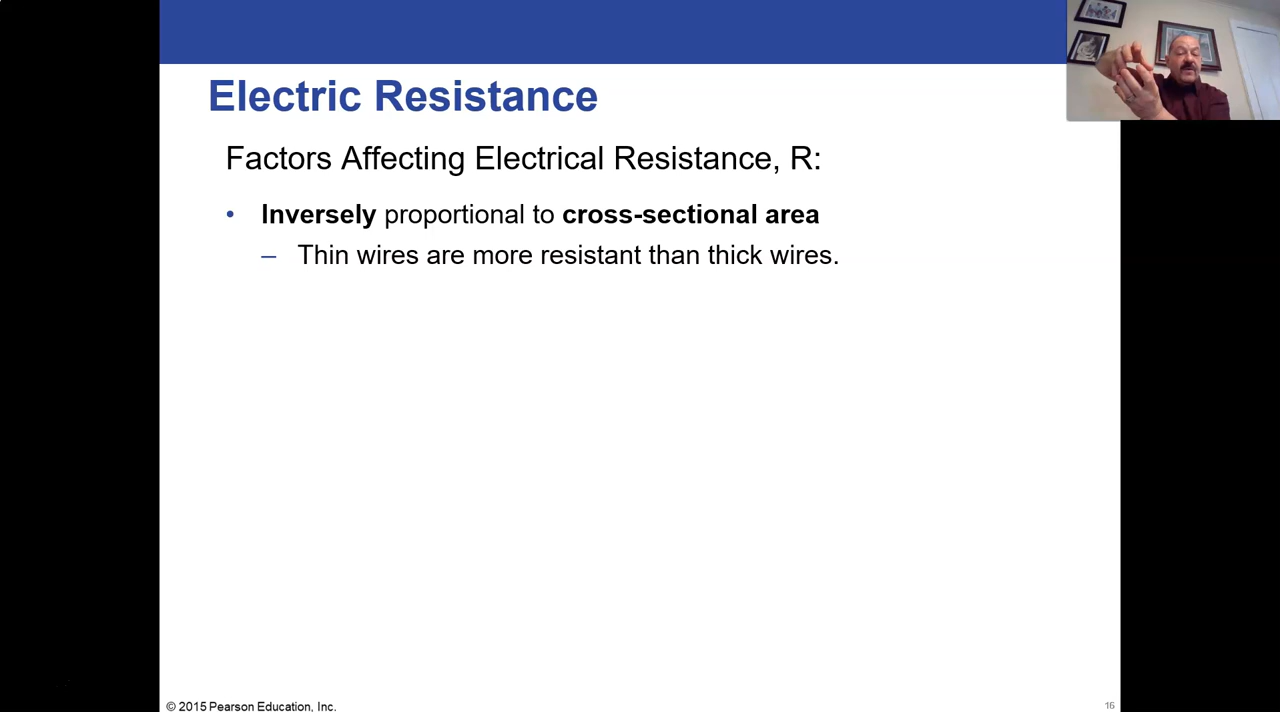 Electric Resistance
Factors Affecting Electrical Resistance, R:
• Inversely proportional to cross-sectional area
– Thin wires are more resistant than thick wires.
© 2015 Pearson Education, Inc.
16